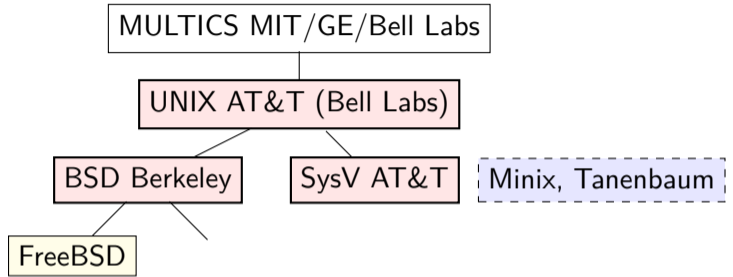 MULTICS MIT/GE/Bell Labs
UNIX AT&T (Bell Labs)
BSD Berkeley
SysV AT&T
Minix, Tanenbaum
FreeBSD